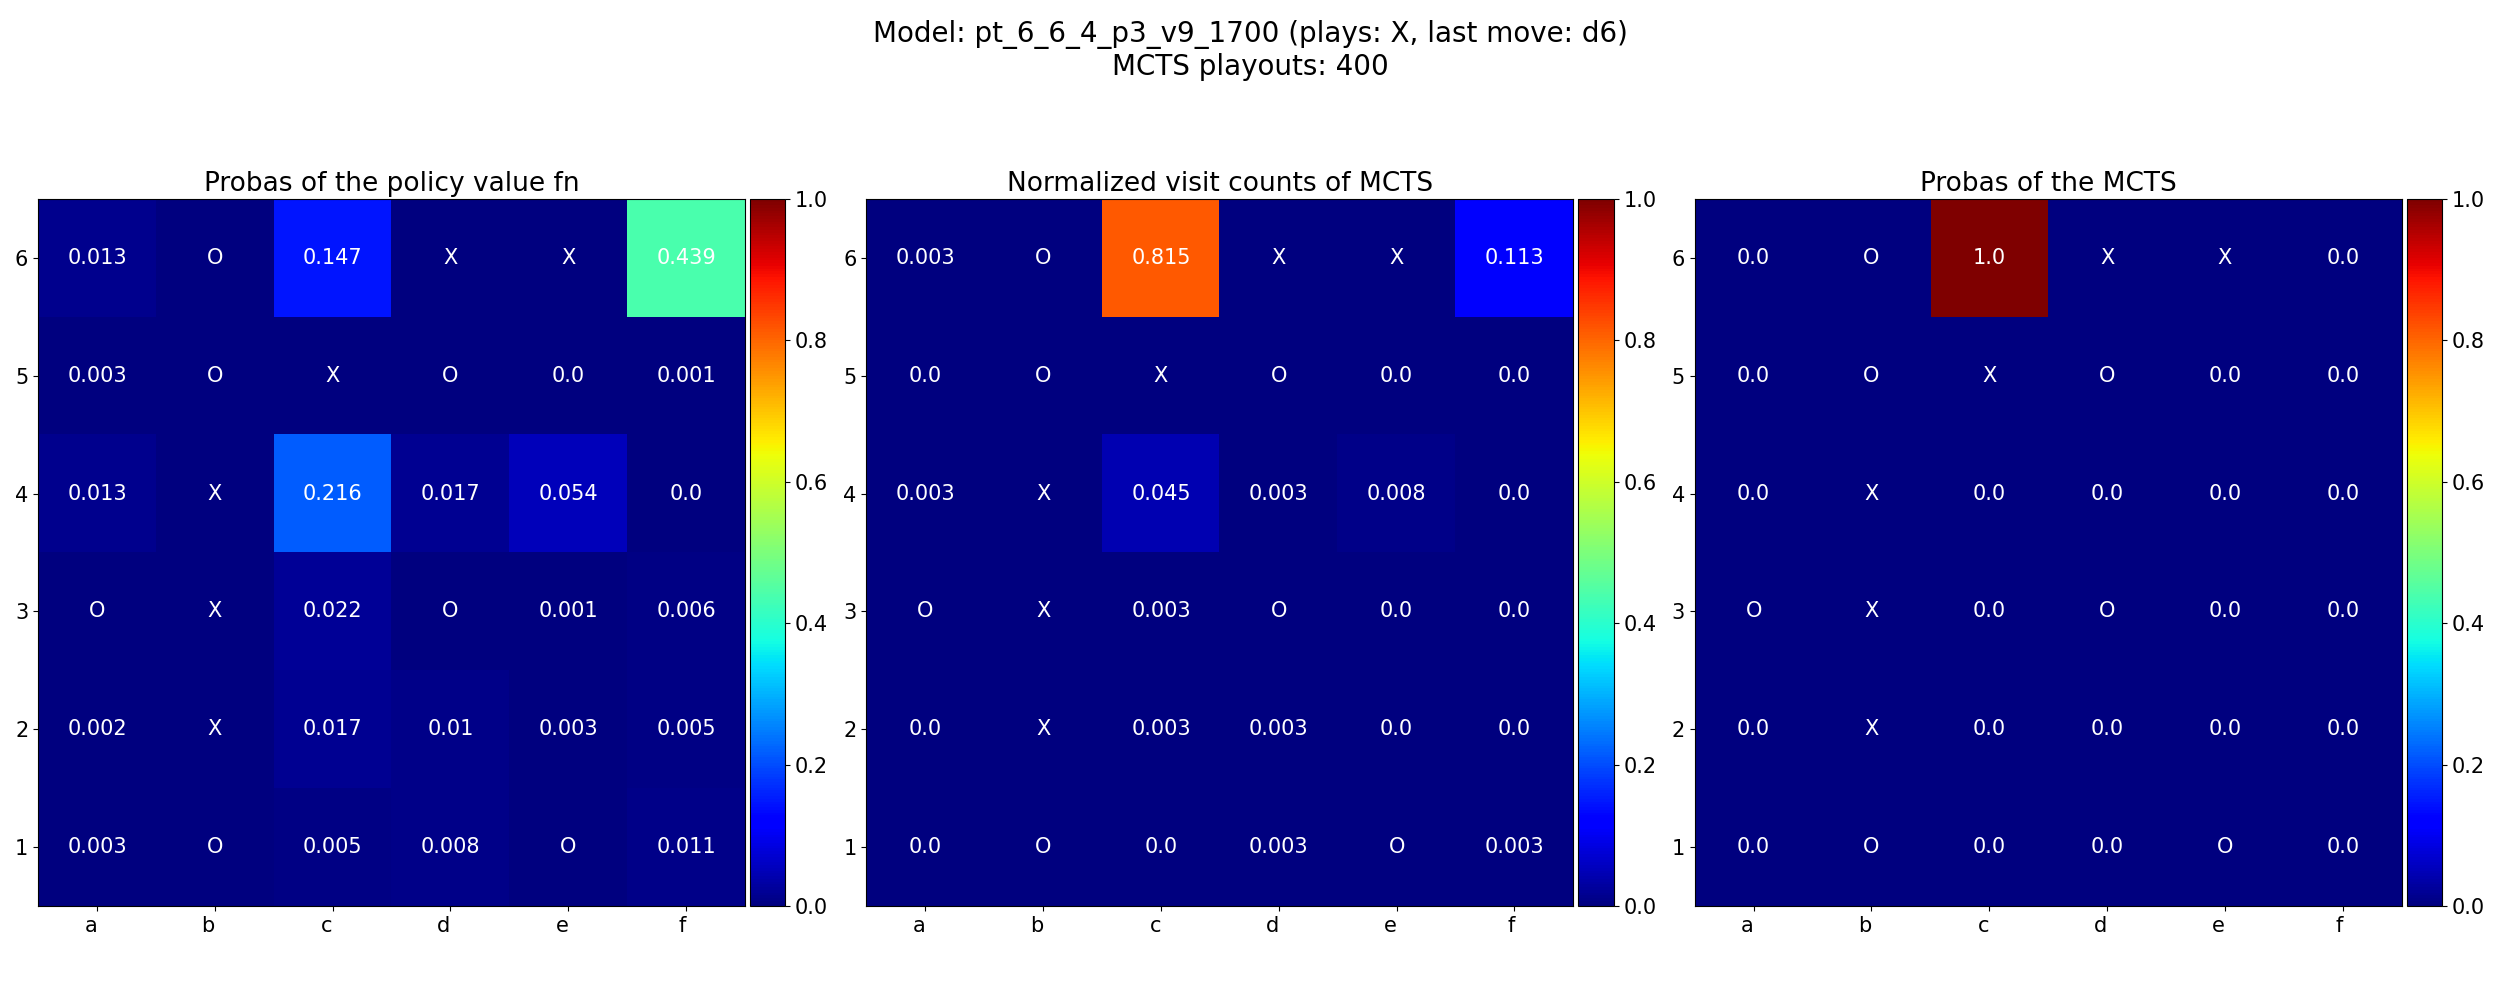 Model: pt_6_6_4_p3_v9_1700 (plays: X, last move: d6)
MCTS playouts: 400
Probas of the policy value fn
6 0.013 O 0.147 X X 0.439
5 0.003 O X O 0.0 0.001
4 0.013 X 0.216 0.017 0.054 0.0
3 O X 0.022 O 0.001 0.006
2 0.002 X 0.017 0.01 0.003 0.005
1 0.003 O 0.005 0.008 O 0.011
a b c d e f
1.0
0.8
0.6
0.4
0.2
0.0
Normalized visit counts of MCTS
6 0.003 O 0.815 X X 0.113
5 0.0 O X O 0.0 0.0
4 0.003 X 0.045 0.003 0.008 0.0
3 O X 0.003 O 0.0 0.0
2 0.0 X 0.003 0.003 0.0 0.0
1 0.0 O 0.0 0.003 O 0.003
a b c d e f
1.0
0.8
0.6
0.4
0.2
0.0
Probas of the MCTS
6 0.0 O 1.0 X X 0.0
5 0.0 O X O 0.0 0.0
4 0.0 X 0.0 0.0 0.0 0.0
3 O X 0.0 O 0.0 0.0
2 0.0 X 0.0 0.0 0.0 0.0
1 0.0 O 0.0 0.0 O 0.0
a b c d e f
1.0
0.8
0.6
0.4
0.2
0.0